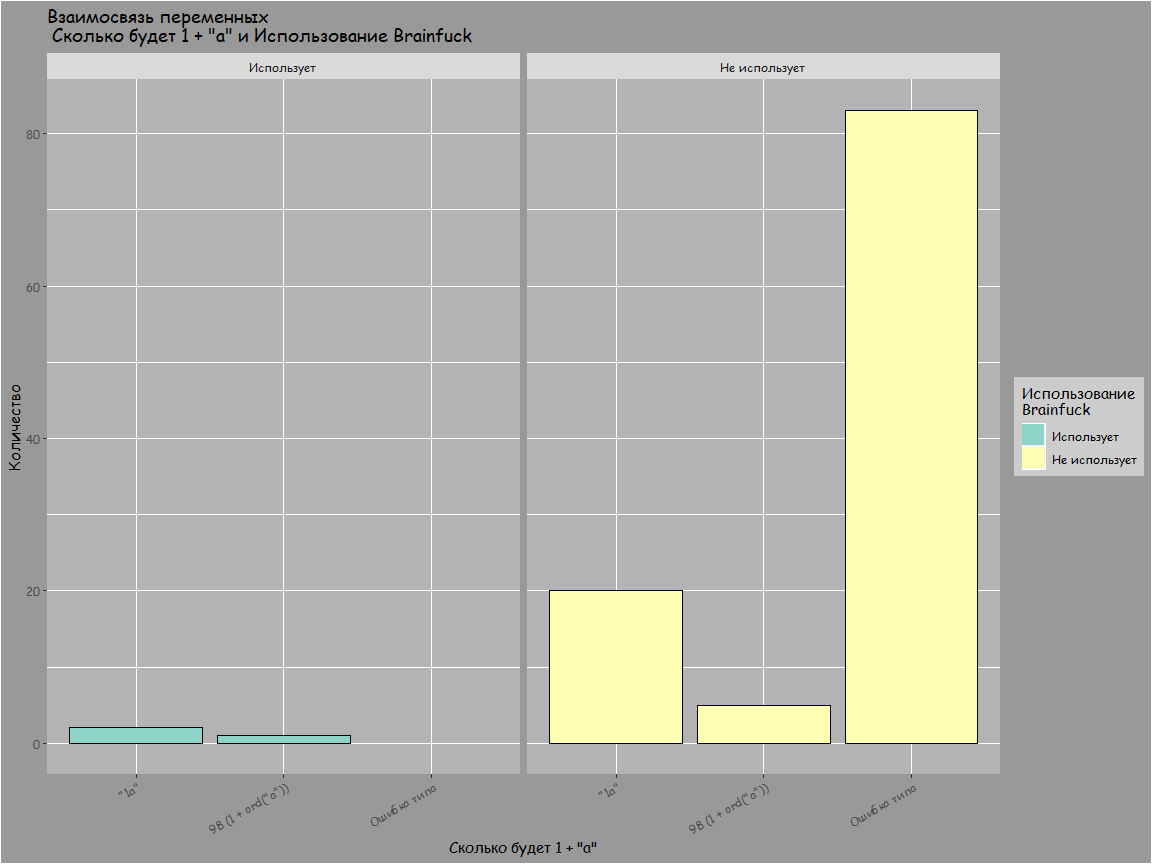 Взаимосвязь переменных
Сколько будет 1 + "a" и Использование Brainfuck
Использует
Не использует
80
60
40
20
0
Количество
"1a"
98 (1 + ord("a"))
Ошибка типа
"1a"
98 (1 + ord("a"))
Ошибка типа
Сколько будет 1 + "a"
Использование
Brainfuck
Использует
Не использует